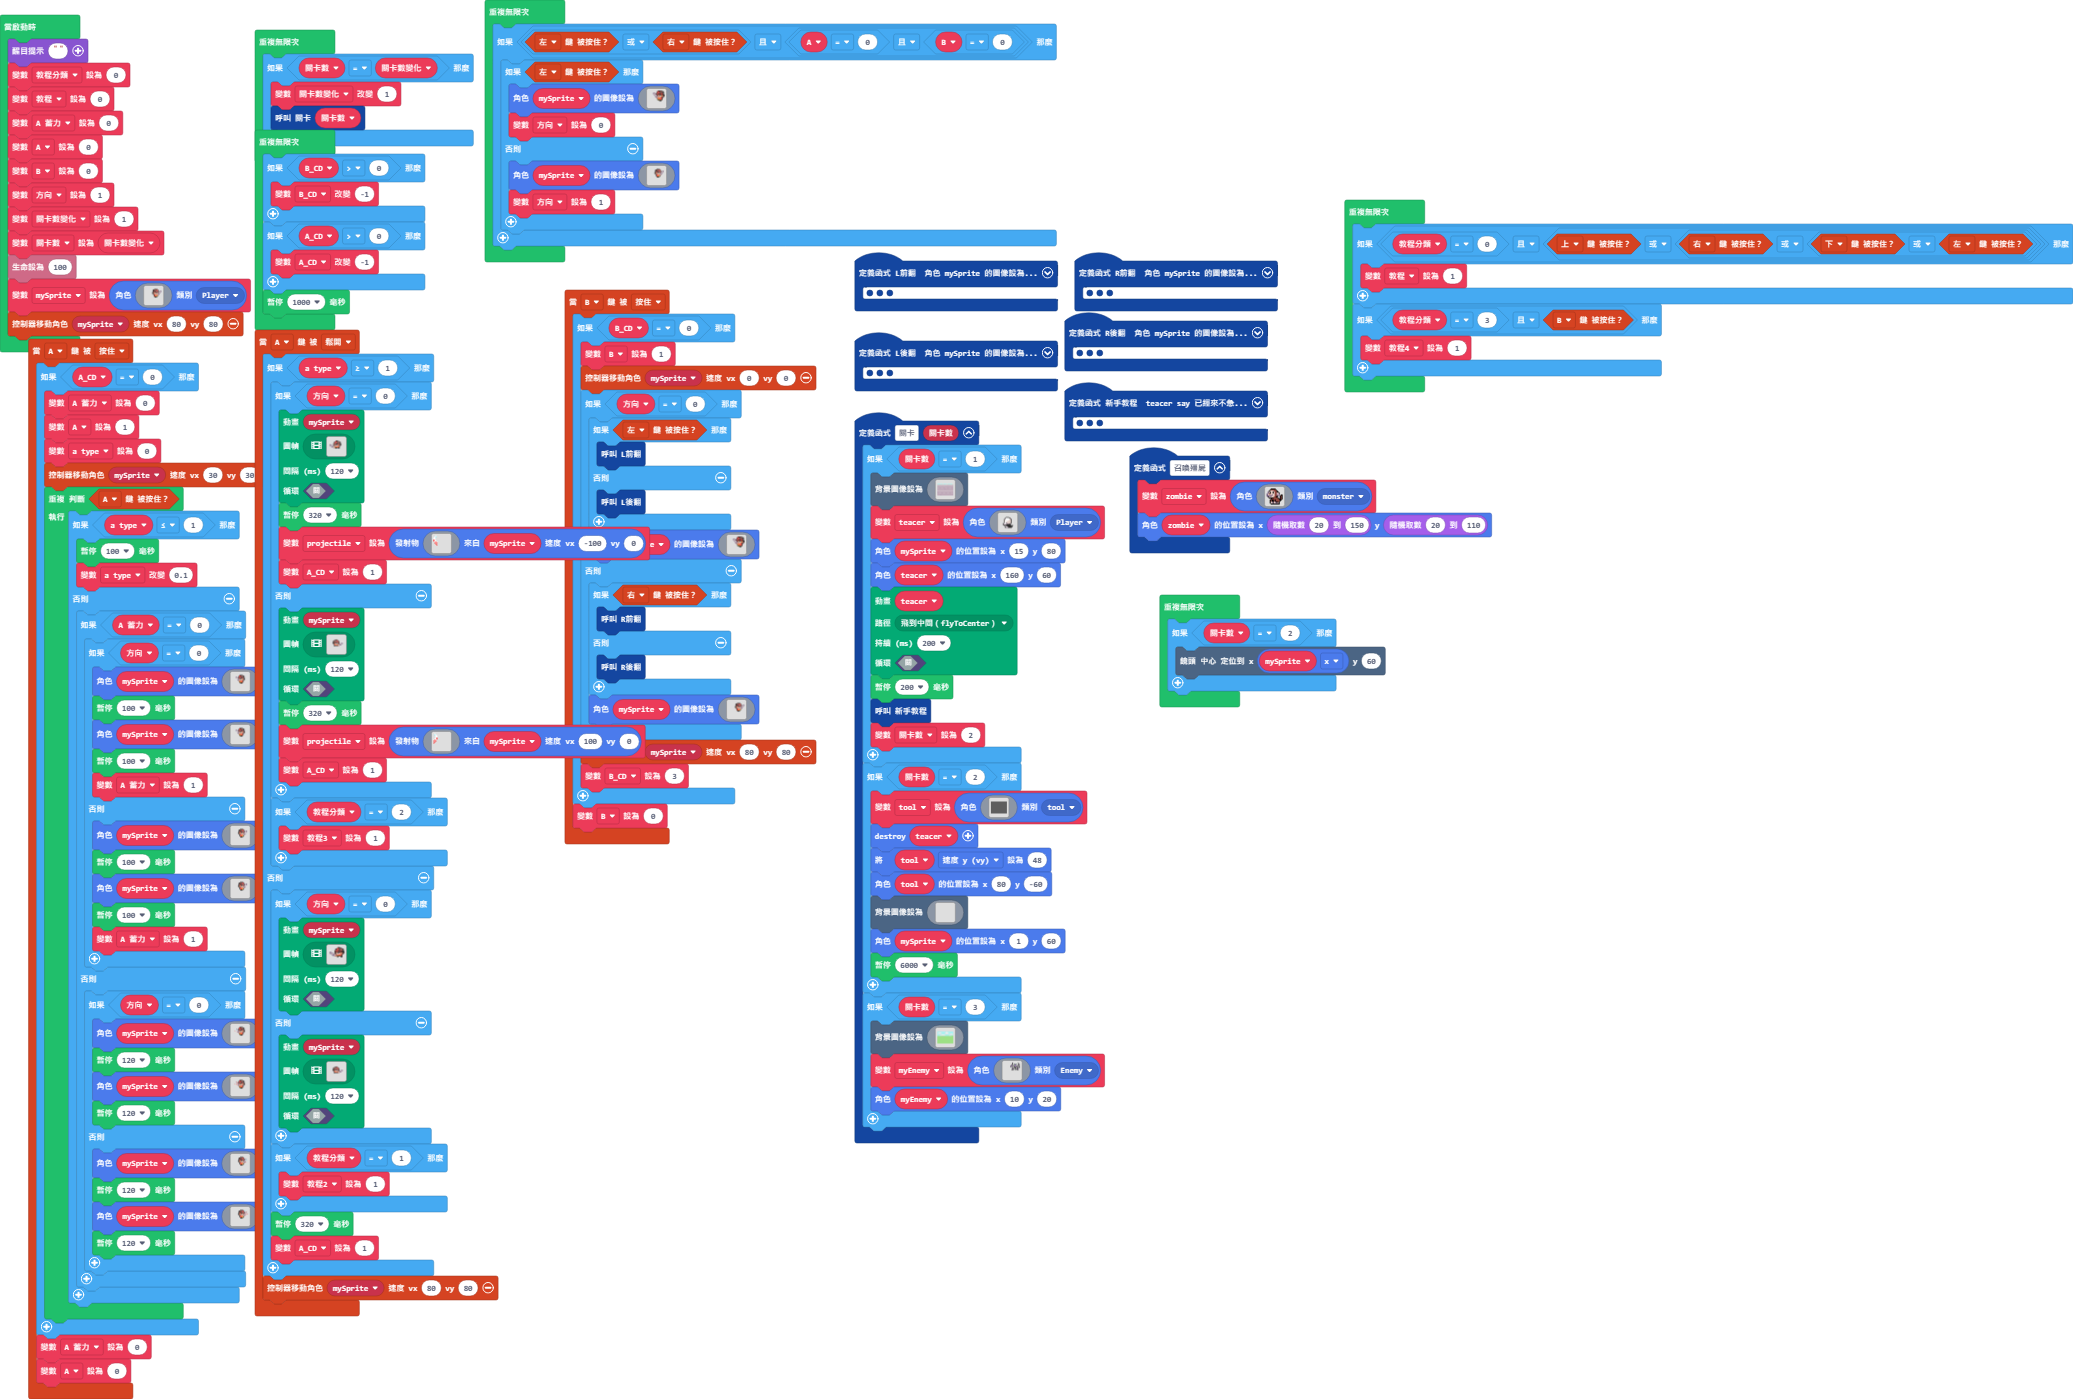 當啟動時
醒目提示 " "
變數 教程分類 設為 0
變數 教程 設為 0
變數 A 蓄力 設為 0
變數 A 設為 0
變數 B 設為 0
變數 方向 設為 1
變數 關卡數變化 設為 1
變數 關卡數 設為 關卡數變化
生命設為 100
變數 mySprite 設為 角色 類別 Player
控制器移動角色 mySprite 速度 vx 80 vy 80
當 A 鍵 被 按住
如果 A_CD = 0 那麼
變數 A 蓄力 設為 0
變數 A 設為 1
變數 a type 設為 0
控制器移動角色 mySprite 速度 vx 30 vy 30
重複 判斷 A 鍵 被按住？
執行
如果 a type ≤ 1 那麼
暫停 100 毫秒
變數 a type 改變 0.1
否則
如果 A 蓄力 = 0 那麼
如果 方向 = 0 那麼
角色 mySprite 的圖像設為
暫停 100 毫秒
角色 mySprite 的圖像設為
暫停 100 毫秒
變數 A 蓄力 設為 1
否則
角色 mySprite 的圖像設為
暫停 100 毫秒
角色 mySprite 的圖像設為
暫停 100 毫秒
變數 A 蓄力 設為 1
否則
如果 方向 = 0 那麼
角色 mySprite 的圖像設為
暫停 120 毫秒
角色 mySprite 的圖像設為
暫停 120 毫秒
否則
角色 mySprite 的圖像設為
暫停 120 毫秒
角色 mySprite 的圖像設為
暫停 120 毫秒
變數 A 蓄力 設為 0
變數 A 設為 0
重複無限次
如果 關卡數 = 關卡數變化 那麼
變數 關卡數變化 改變 1
呼叫 關卡 關卡數
重複無限次
如果 B_CD > 0 那麼
變數 B_CD 改變 -1
如果 A_CD > 0 那麼
變數 A_CD 改變 -1
暫停 1000 毫秒
當 A 鍵 被 鬆開
如果 a type ≥ 1 那麼
如果 方向 = 0 那麼
動畫 mySprite
圖幀
間隔 (ms) 120
循環
暫停 320 毫秒
變數 projectile 設為 發射物 來自 mySprite 速度 vx -100 vy 0
變數 A_CD 設為 1
否則
動畫 mySprite
圖幀
間隔 (ms) 120
循環
暫停 320 毫秒
變數 projectile 設為 發射物 來自 mySprite 速度 vx 100 vy 0
變數 A_CD 設為 1
如果 教程分類 = 2 那麼
變數 教程3 設為 1
否則
如果 方向 = 0 那麼
動畫 mySprite
圖幀
間隔 (ms) 120
循環
否則
動畫 mySprite
圖幀
間隔 (ms) 120
循環
如果 教程分類 = 1 那麼
變數 教程2 設為 1
暫停 320 毫秒
變數 A_CD 設為 1
控制器移動角色 mySprite 速度 vx 80 vy 80
重複無限次
如果 左 鍵 被按住？ 或 右 鍵 被按住？ 且 A = 0 且 B = 0 那麼
如果 左 鍵 被按住？ 那麼
角色 mySprite 的圖像設為
變數 方向 設為 0
否則
角色 mySprite 的圖像設為
變數 方向 設為 1
當 B 鍵 被 按住
如果 B_CD = 0 那麼
變數 B 設為 1
控制器移動角色 mySprite 速度 vx 0 vy 0
如果 方向 = 0 那麼
如果 左 鍵 被按住？ 那麼
呼叫 L前翻
否則
呼叫 L後翻
e 的圖像設為
否則
如果 右 鍵 被按住？ 那麼
呼叫 R前翻
否則
呼叫 R後翻
角色 mySprite 的圖像設為
mySprite 速度 vx 80 vy 80
變數 B_CD 設為 3
變數 B 設為 0
定義函式 L前翻 角色 mySprite 的圖像設為...
定義函式 R前翻 角色 mySprite 的圖像設為...
定義函式 L後翻 角色 mySprite 的圖像設為...
定義函式 R後翻 角色 mySprite 的圖像設為...
定義函式 新手教程 teacer say 已經來不急...
定義函式 關卡 關卡數
如果 關卡數 = 1 那麼
背景圖像設為
變數 teacer 設為 角色 類別 Player
角色 mySprite 的位置設為 x 15 y 80
角色 teacer 的位置設為 x 160 y 60
動畫 teacer
路徑 飛到中間 ( flyToCenter )
持續 (ms) 200
循環
暫停 200 毫秒
呼叫 新手教程
變數 關卡數 設為 2
如果 關卡數 = 2 那麼
變數 tool 設為 角色 類別 tool
destroy teacer
將 tool 速度 y (vy) 設為 48
角色 tool 的位置設為 x 80 y -60
背景圖像設為
角色 mySprite 的位置設為 x 1 y 60
暫停 6000 毫秒
如果 關卡數 = 3 那麼
背景圖像設為
變數 myEnemy 設為 角色 類別 Enemy
角色 myEnemy 的位置設為 x 10 y 20
定義函式 召喚殭屍
變數 zombie 設為 角色 類別 monster
角色 zombie 的位置設為 x 隨機取數 20 到 150 y 隨機取數 20 到 110
重複無限次
如果 關卡數 = 2 那麼
鏡頭 中心 定位到 x mySprite x y 60
重複無限次
如果 教程分類 = 0 且 上 鍵 被按住？ 或 右 鍵 被按住？ 或 下 鍵 被按住？ 或 左 鍵 被按住？ 那麼
變數 教程 設為 1
如果 教程分類 = 3 且 B 鍵 被按住？ 那麼
變數 教程4 設為 1